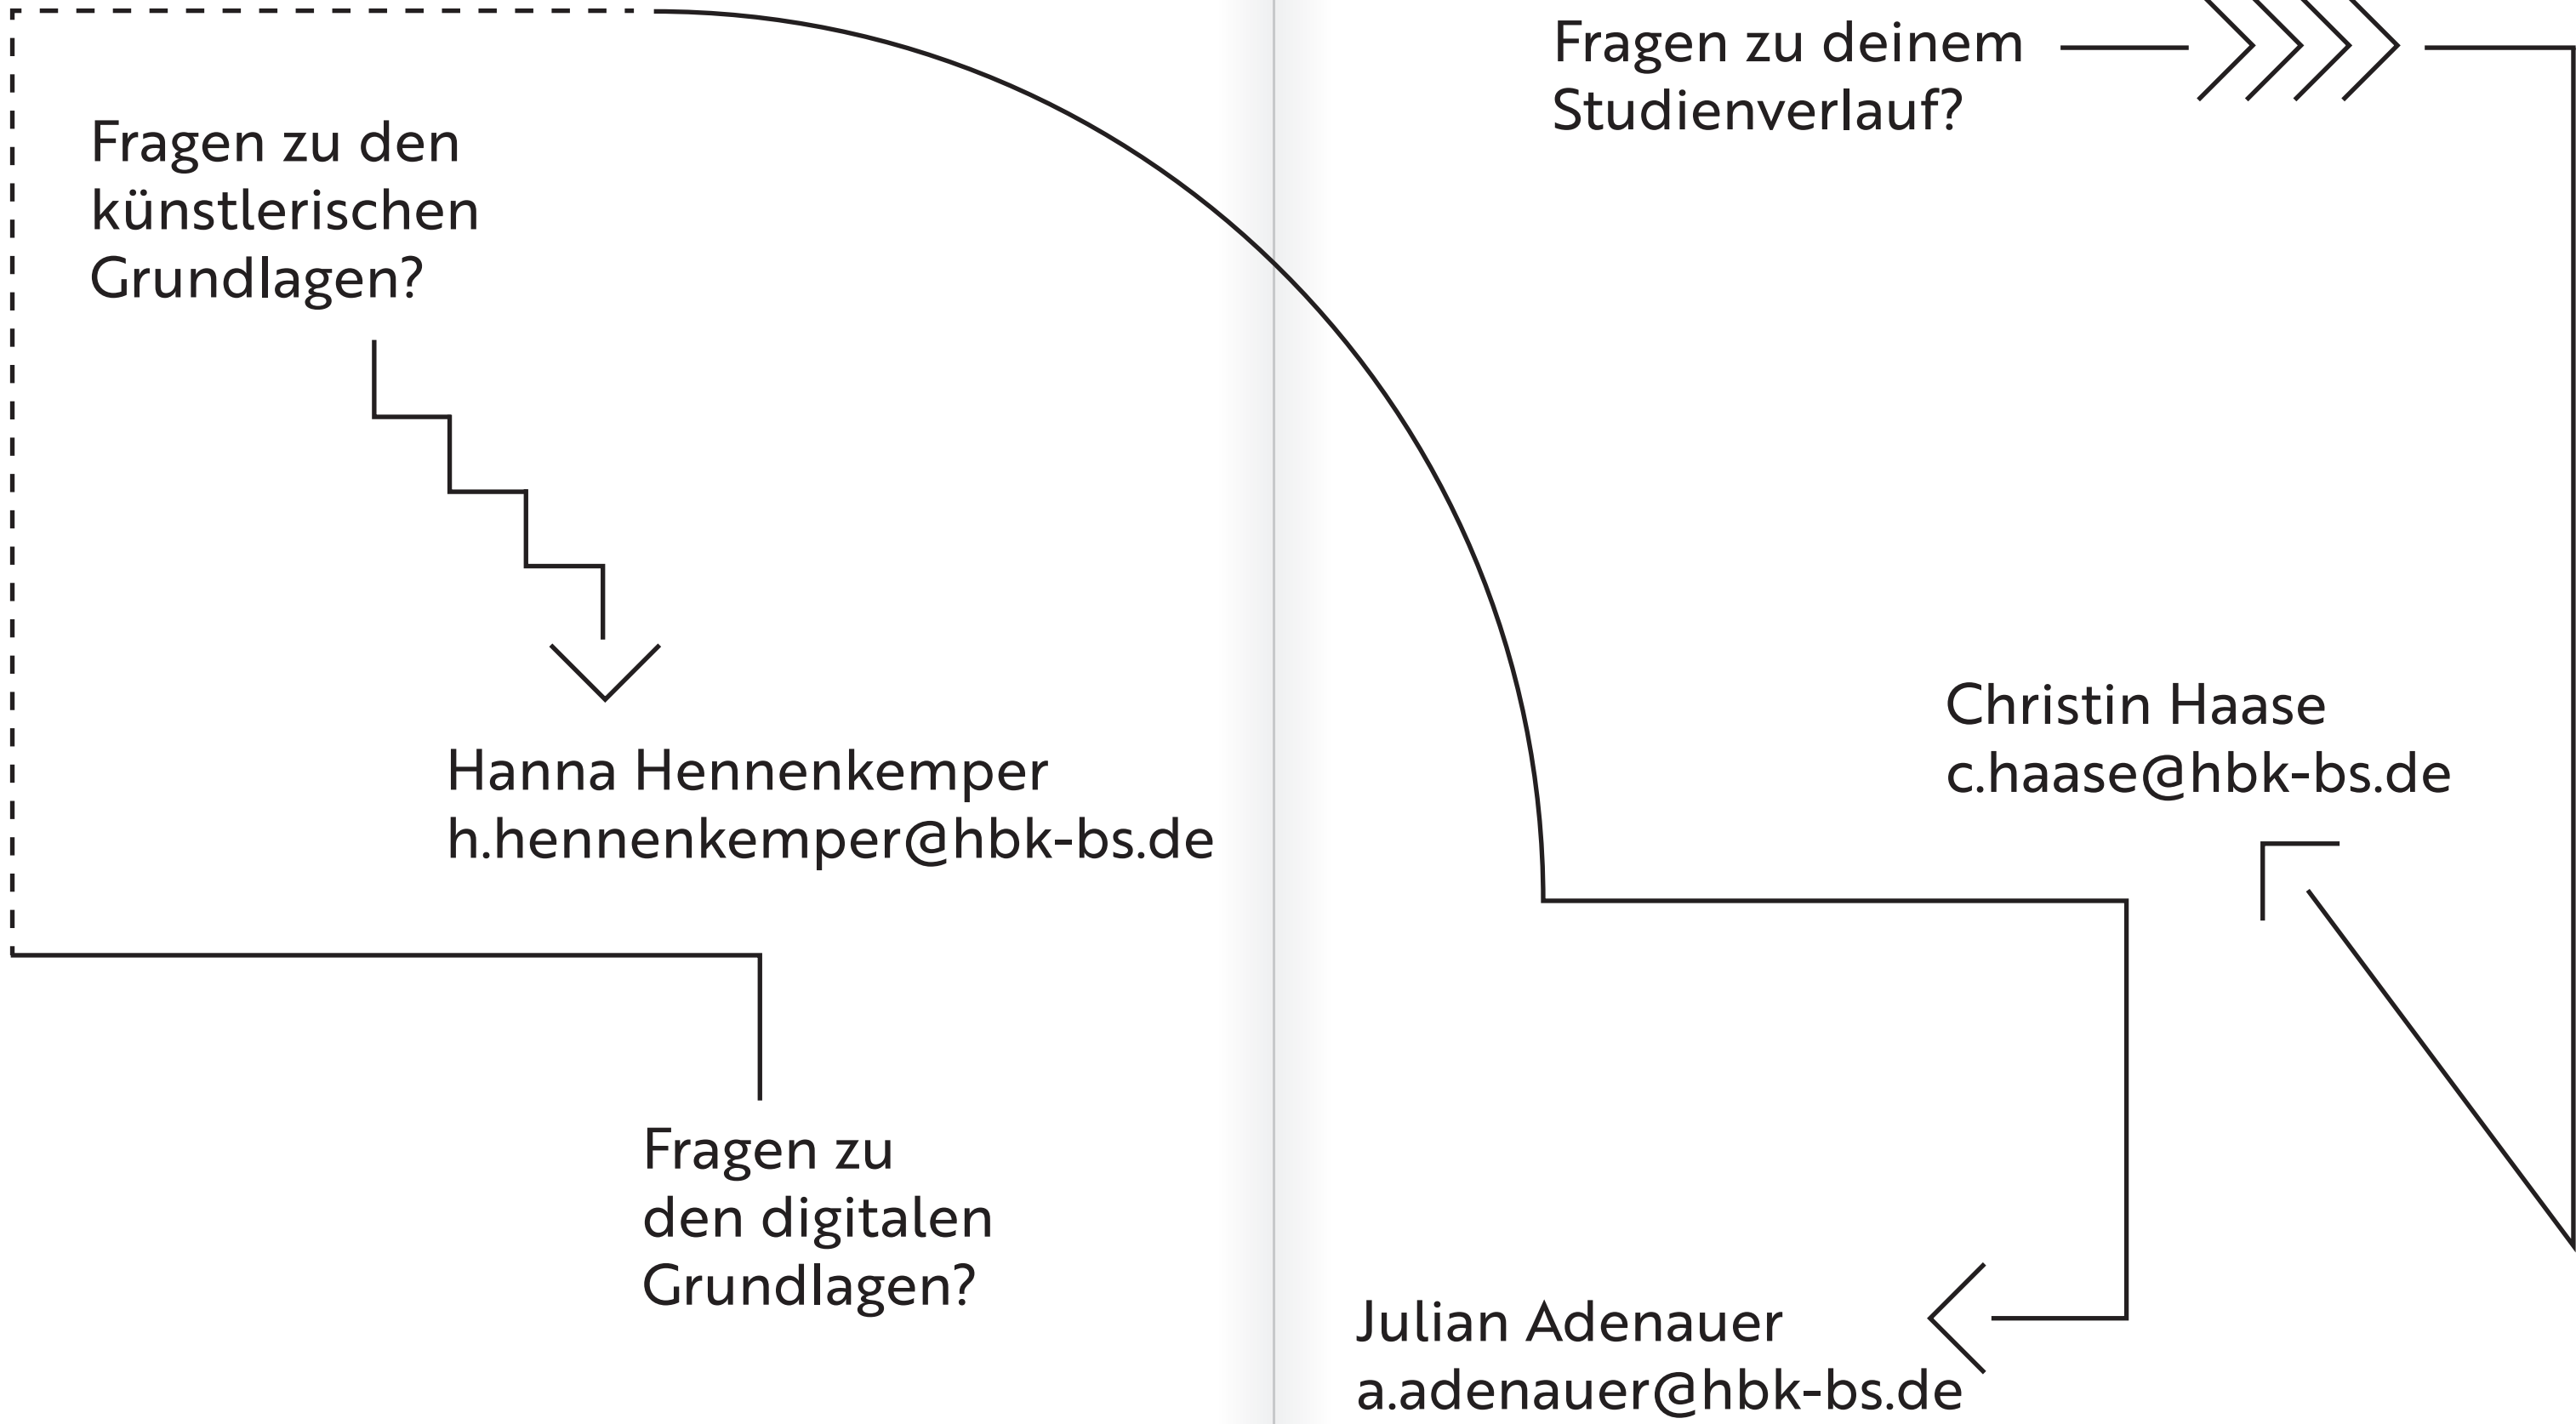 Fragen zu den
künstlerischen
Grundlagen?
Hanna Hennenkemper
h.hennenkemper@hbk-bs.de
Fragen zu
den digitalen
Grundlagen?
Fragen zu deinem
Studienverlauf?
Christin Haase
c.haase@hbk-bs.de
Julian Adenauer
a.adenauer@hbk-bs.de